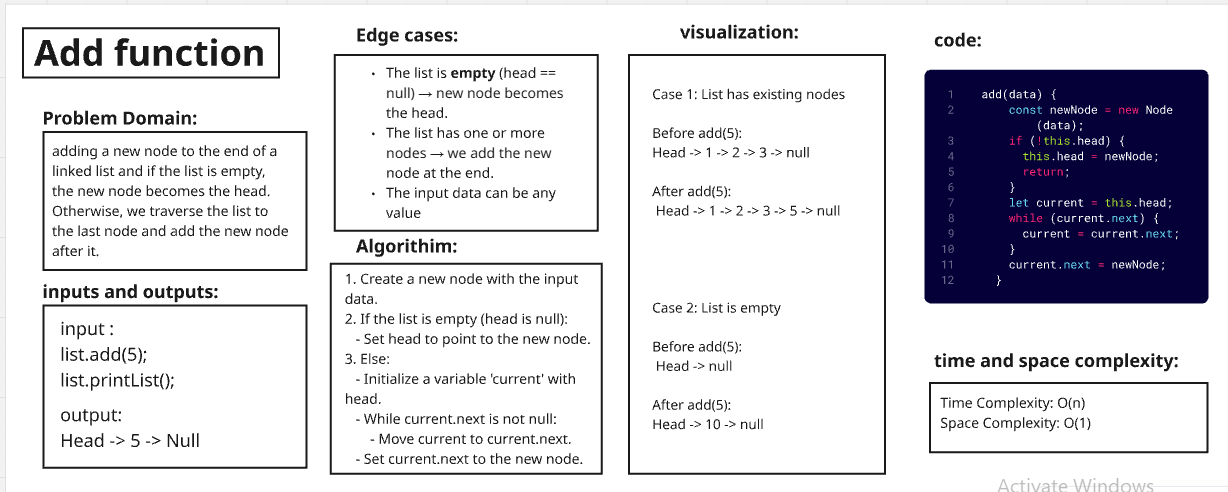 Add function
Problem Domain:
adding a new node to the end of a
linked list and if the list is empty,
the new node becomes the head.
Otherwise, we traverse the list to
the last node and add the new node
after it.
inputs and outputs:
input :
list.add(5);
list.printList();
output:
Head -> 5 -> Null
Edge cases:
• The list is empty (head ==
null) → new node becomes
the head.
• The list has one or more
nodes → we add the new
node at the end.
• The input data can be any
value
Algorithim:
1. Create a new node with the input
data.
2. If the list is empty (head is null):
- Set head to point to the new node.
3. Else:
- Initialize a variable 'current' with
head.
- While current.next is not null:
- Move current to current.next.
- Set current.next to the new node.
visualization:
Case 1: List has existing nodes
Before add(5):
Head -> 1 -> 2 -> 3 -> null
After add(5):
Head -> 1 -> 2 -> 3 -> 5 -> null
Case 2: List is empty
Before add(5):
Head -> null
After add(5):
Head -> 10 -> null
code:
1 add(data) {
2 const newNode = new Node
(data);
3 if (!this.head) {
4 this.head = newNode;
5 return;
6 }
7 let current = this.head;
8 while (current.next) {
9 current = current.next;
10 }
11 current.next = newNode;
12 }
time and space complexity:
Time Complexity: O(n)
Space Complexity: O(1)
Activate Windows